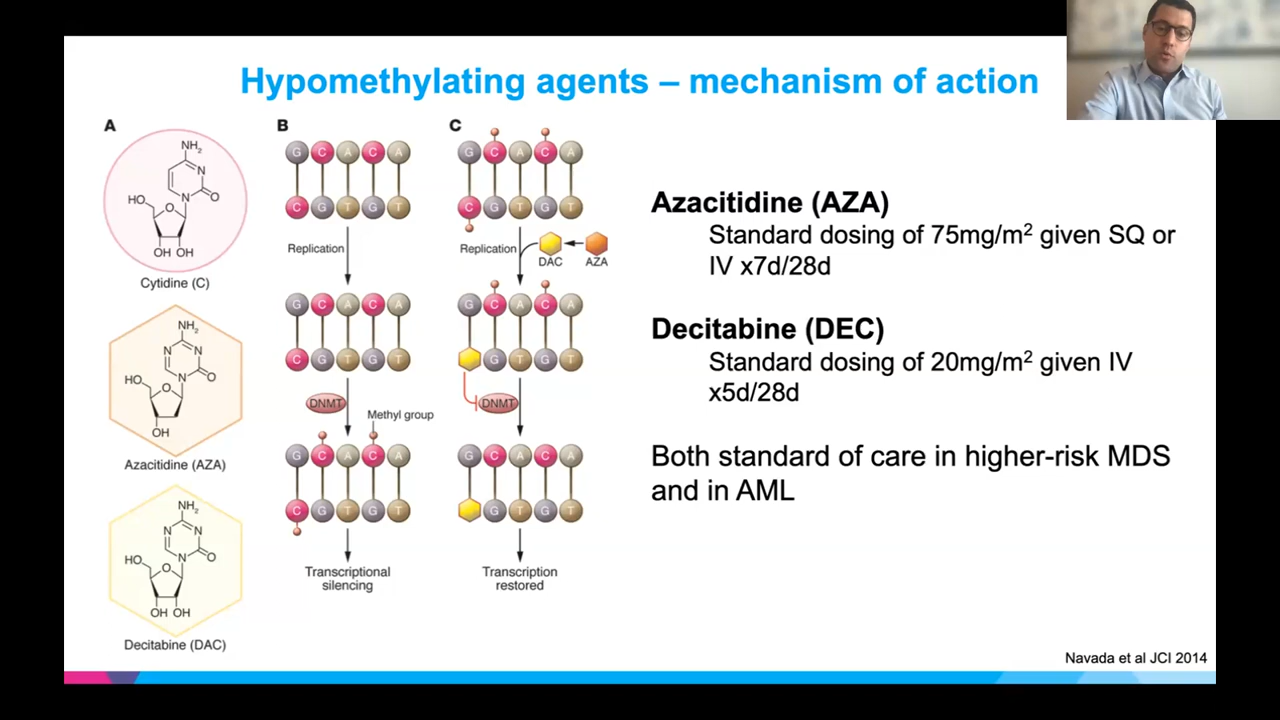 Hypomethylating agents – mechanism of action
A
NH₂
N
N
O
HO
O
OH OH
Cytidine (C)
NH₂
N
N
N
O
HO
O
OH
Azacitidine (AZA)
NH₂
N
N
N
O
HO
O
OH OH
Decitabine (DAC)
B
G C A C A
C G T G T
Replication
G C A C A
C G T G T
DNMT
Methyl group
G C A C A
C G T G T
Transcriptional
silencing
C
G C A C A
C G T G T
Replication
DAC
AZA
G C A C A
G T G T
DNMT
G C A C A
G T G T
Transcription
restored
Azacitidine (AZA)
Standard dosing of 75mg/m² given SQ or
IV x7d/28d
Decitabine (DEC)
Standard dosing of 20mg/m² given IV
x5d/28d
Both standard of care in higher-risk MDS
and in AML
Navada et al JCI 2014